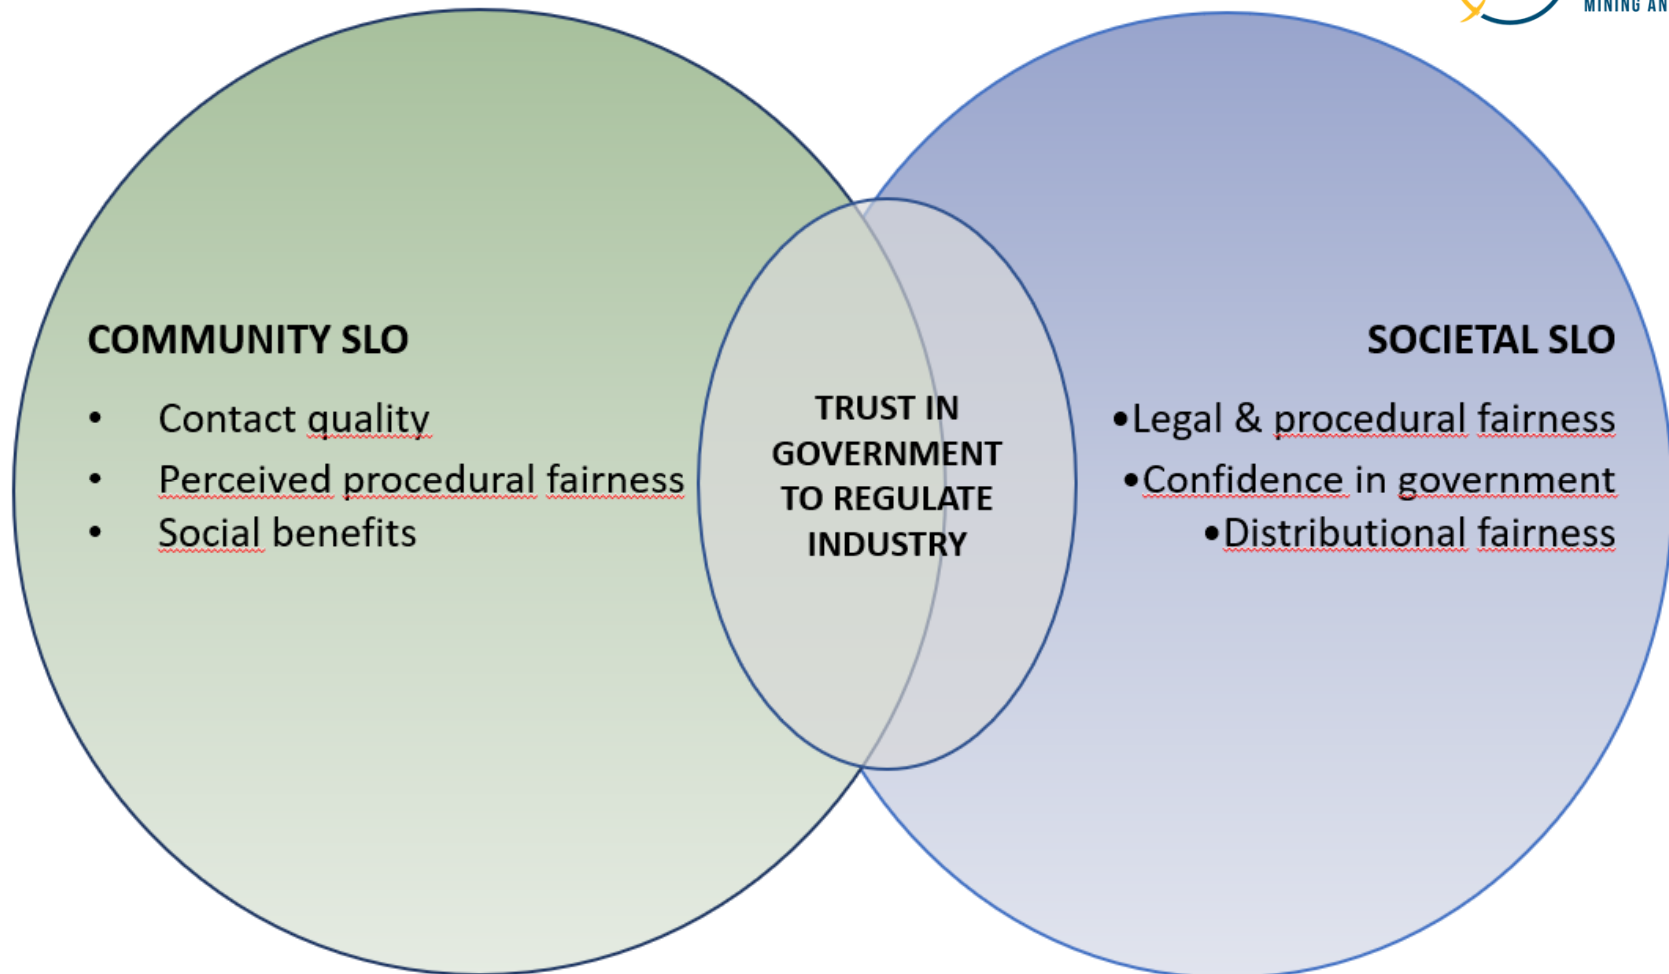 MINING AN
COMMUNITY SLO
• Contact quality
• Perceived procedural fairness
• Social benefits
TRUST IN
GOVERNMENT
TO REGULATE
INDUSTRY
SOCIETAL SLO
•Legal & procedural fairness
•Confidence in government
•Distributional fairness